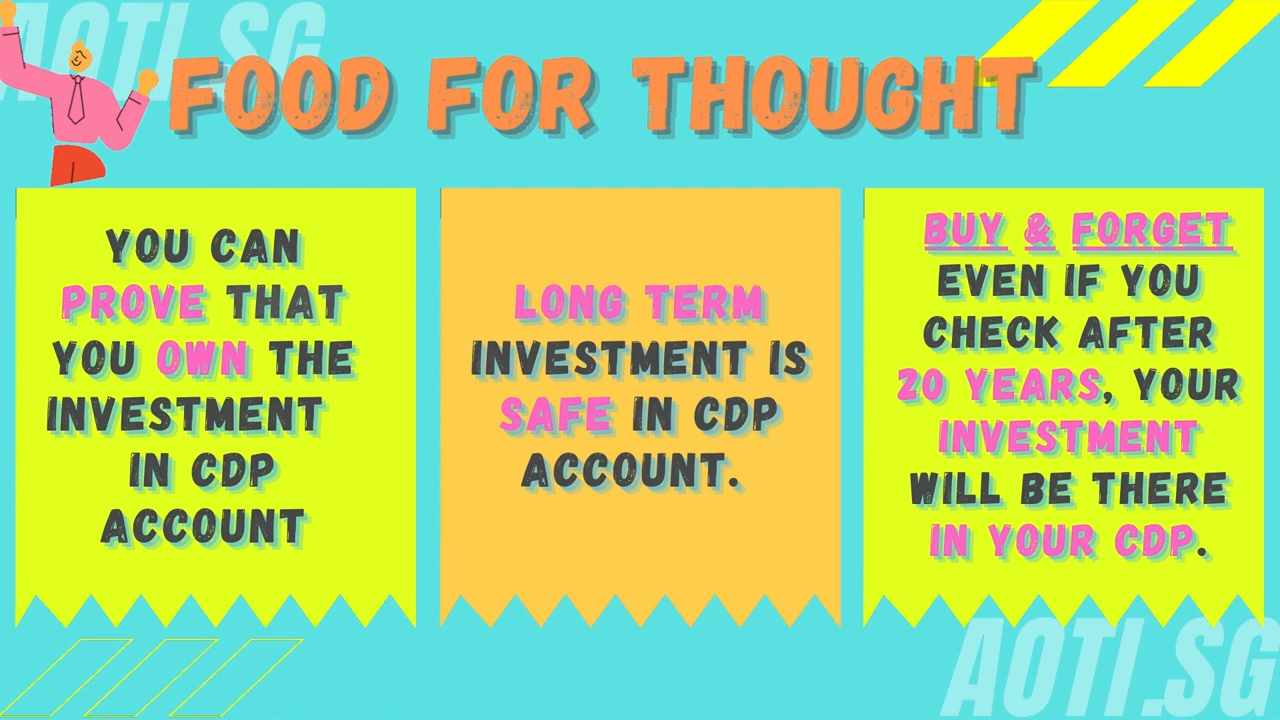 AOTI.SG
FOOD FOR THOUGHT
YOU CAN
PROVE THAT
YOU OWN THE
INVESTMENT
IN CDP
ACCOUNT
LONG TERM
INVESTMENT IS
SAFE IN CDP
ACCOUNT.
BUY & FORGET
EVEN IF YOU
CHECK AFTER
20 YEARS, YOUR
INVESTMENT
WILL BE THERE
IN YOUR CDP.
AOTI.SG